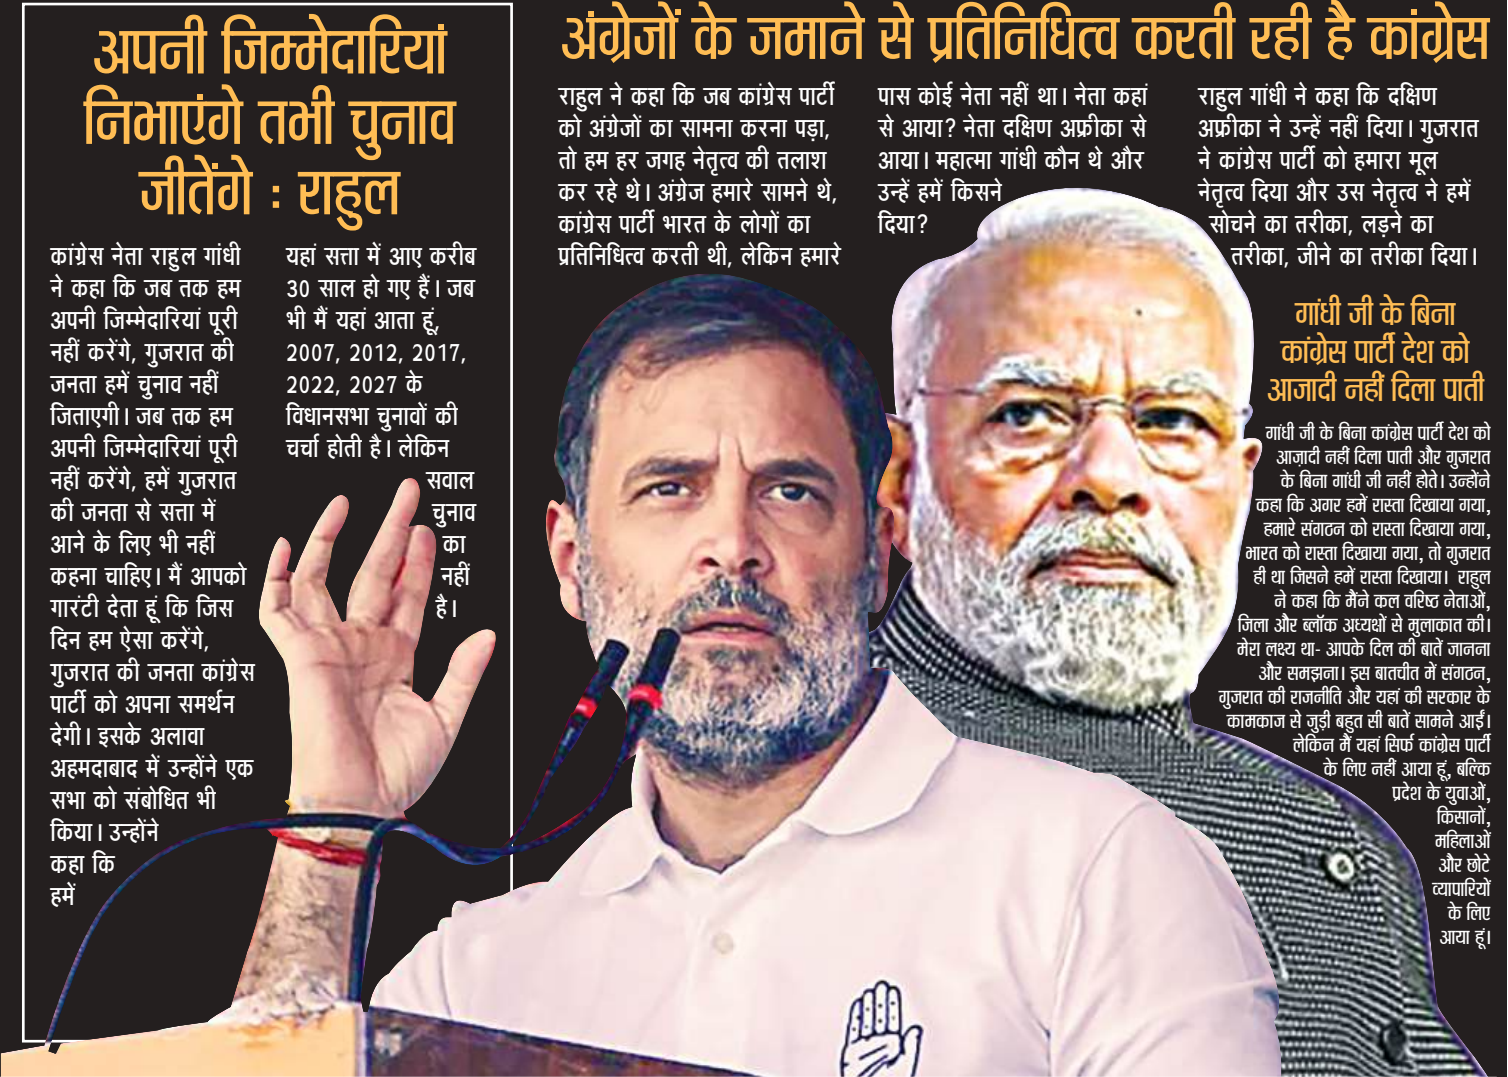 अपनी जिम्मेदारियां
निभाएंगे तभी चुनाव
जीतेंगे : राहुल
कांग्रेस नेता राहुल गांधी
ने कहा कि जब तक हम
अपनी जिम्मेदारियां पूरी
नहीं करेंगे, गुजरात की
जनता हमें चुनाव नहीं
जिताएगी। जब तक हम
अपनी जिम्मेदारियां पूरी
नहीं करेंगे, हमें गुजरात
की जनता से सत्ता में
आने के लिए भी नहीं
कहना चाहिए। मैं आपको
गारंटी देता हूं कि जिस
दिन हम ऐसा करेंगे,
गुजरात की जनता कांग्रेस
पार्टी को अपना समर्थन
देगी। इसके अलावा
अहमदाबाद में उन्होंने एक
सभा को संबोधित भी
किया। उन्होंने
कहा कि
हमें
यहां सत्ता में आए करीब
30 साल हो गए हैं। जब
भी मैं यहां आता हूं,
2007, 2012, 2017,
2022, 2027 के
विधानसभा चुनावों की
चर्चा होती है। लेकिन
सवाल
चुनाव
का
नहीं
है।
अंग्रेजों के जमाने से प्रतिनिधित्व करती रही है कांग्रेस
राहुल ने कहा कि जब कांग्रेस पार्टी
को अंग्रेजों का सामना करना पड़ा,
तो हम हर जगह नेतृत्व की तलाश
कर रहे थे। अंग्रेज हमारे सामने थे,
कांग्रेस पार्टी भारत के लोगों का
प्रतिनिधित्व करती थी, लेकिन हमारे
पास कोई नेता नहीं था। नेता कहां
से आया? नेता दक्षिण अफ्रीका से
आया। महात्मा गांधी कौन थे और
उन्हें हमें किसने
दिया?
राहुल गांधी ने कहा कि दक्षिण
अफ्रीका ने उन्हें नहीं दिया। गुजरात
ने कांग्रेस पार्टी को हमारा मूल
नेतृत्व दिया और उस नेतृत्व ने हमें
सोचने का तरीका, लड़ने का
तरीका, जीने का तरीका दिया।
गांधी जी के बिना
कांग्रेस पार्टी देश को
आजादी नहीं दिला पाती
गांधी जी के बिना कांग्रेस पार्टी देश को
आज़ादी नहीं दिला पाती और गुजरात
के बिना गांधी जी नहीं होते। उन्होंने
कहा कि अगर हमें रास्ता दिखाया गया,
हमारे संगठन को रास्ता दिखाया गया,
भारत को रास्ता दिखाया गया, तो गुजरात
ही था जिसने हमें रास्ता दिखाया। राहुल
ने कहा कि मैंने कल वरिष्ठ नेताओं,
जिला और ब्लॉक अध्यक्षों से मुलाकात की।
मेरा लक्ष्य था- आपके दिल की बातें जानना
और समझना। इस बातचीत में संगठन,
गुजरात की राजनीति और यहां की सरकार के
कामकाज से जुड़ी बहुत सी बातें सामने आईं।
लेकिन मैं यहां सिर्फ कांग्रेस पार्टी
के लिए नहीं आया हूं, बल्कि
प्रदेश के युवाओं,
किसानों,
महिलाओं
और छोटे
व्यापारियों
के लिए
आया हूं।